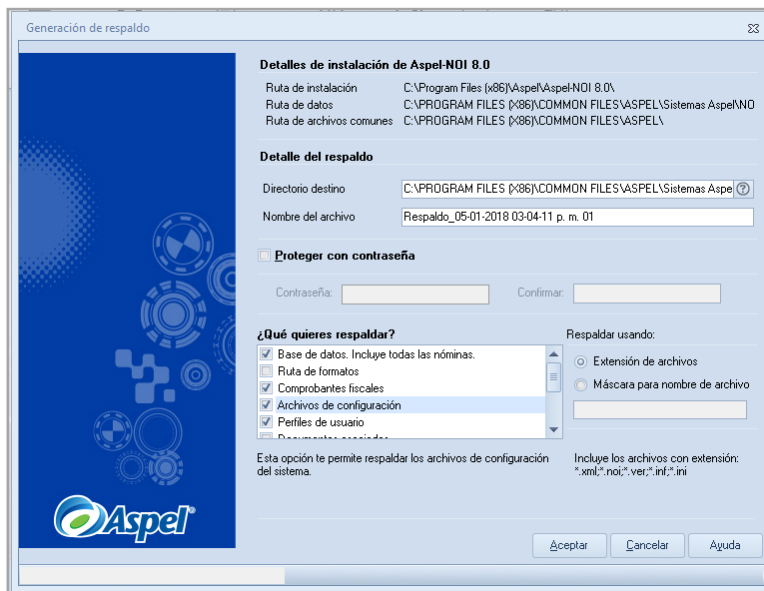 Generación de respaldo
Detalles de instalación de Aspel-NOI 8.0
Ruta de instalación C:\Program Files (x86)\Aspel\Aspel-NOI 8.0\
Ruta de datos C:\PROGRAM FILES (X86)\COMMON FILES\ASPEL\Sistemas Aspel\NO
Ruta de archivos comunes C:\PROGRAM FILES (X86)\COMMON FILES\ASPEL\
Detalle del respaldo
Directorio destino C:\PROGRAM FILES (X86)\COMMON FILES\ASPEL\Sistemas Aspe
Nombre del archivo Respaldo_05-01-2018 03-04-11 p. m. 01
Proteger con contraseña
Contraseña: Confirmar:
¿Qué quieres respaldar?
Base de datos. Incluye todas las nóminas.
Ruta de formatos
Comprobantes fiscales
Archivos de configuración
Perfiles de usuario
Respaldar usando:
Extensión de archivos
Máscara para nombre de archivo
Esta opción te permite respaldar los archivos de configuración
del sistema.
Incluye los archivos con extensión:
*.xml;*.noi;*.ver;*.inf;*.ini
Aspel
Aceptar Cancelar Ayuda